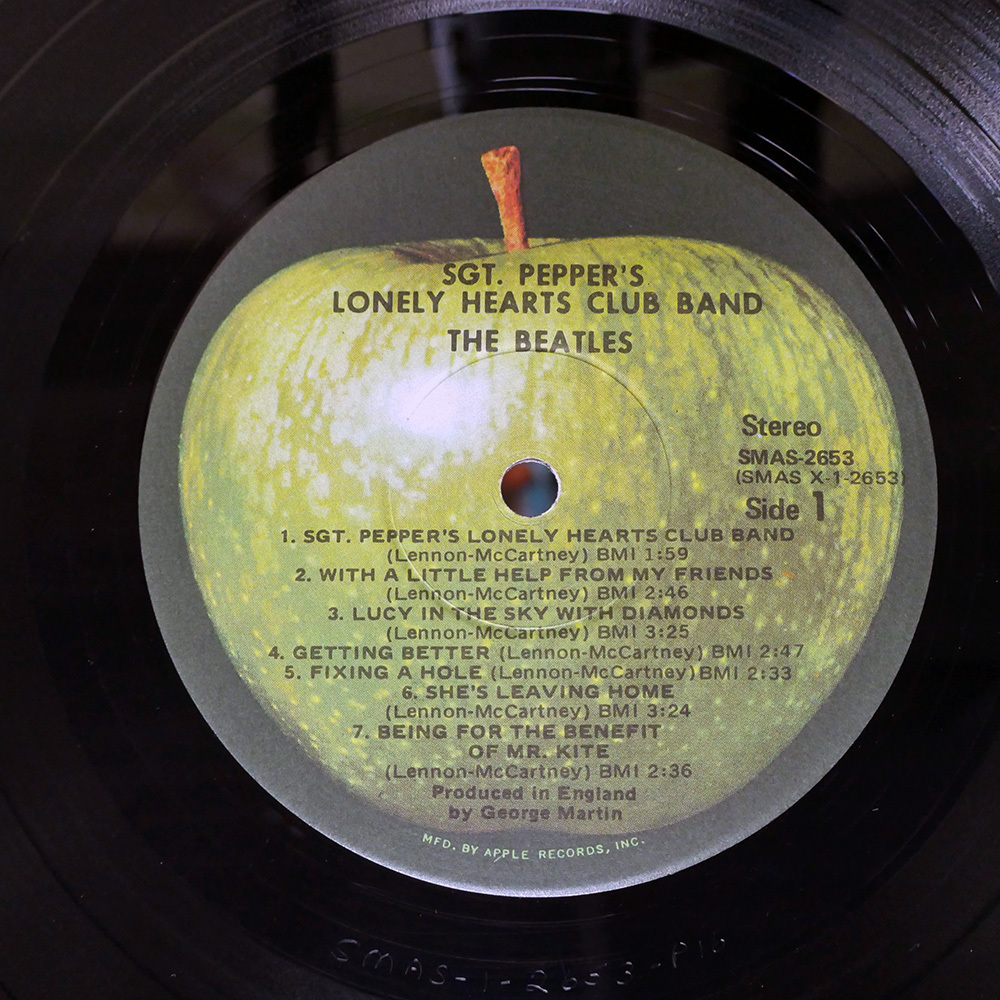 SGT. PEPPER'S
LONELY HEARTS CLUB BAND
THE BEATLES
Stereo
SMAS-2653
(SMAS X-1-2653)
Side 1
1. SGT. PEPPER'S LONELY HEARTS CLUB BAND
(Lennon-McCartney) BMI 1:59
2. WITH A LITTLE HELP FROM MY FRIENDS
(Lennon-McCartney) BMI 2:46
3. LUCY IN THE SKY WITH DIAMONDS
(Lennon-McCartney) BMI 3:25
4. GETTING BETTER (Lennon-McCartney) BMI 2:47
5. FIXING A HOLE (Lennon-McCartney)BMI 2:33
6. SHE'S LEAVING HOME
(Lennon-McCartney) BMI 3:24
7. BEING FOR THE BENEFIT
OF MR. KITE
(Lennon-McCartney) BMI 2:36
Produced in England
by George Martin
MFD. BY APPLE RECORDS, INC.
SMAS-1-2653